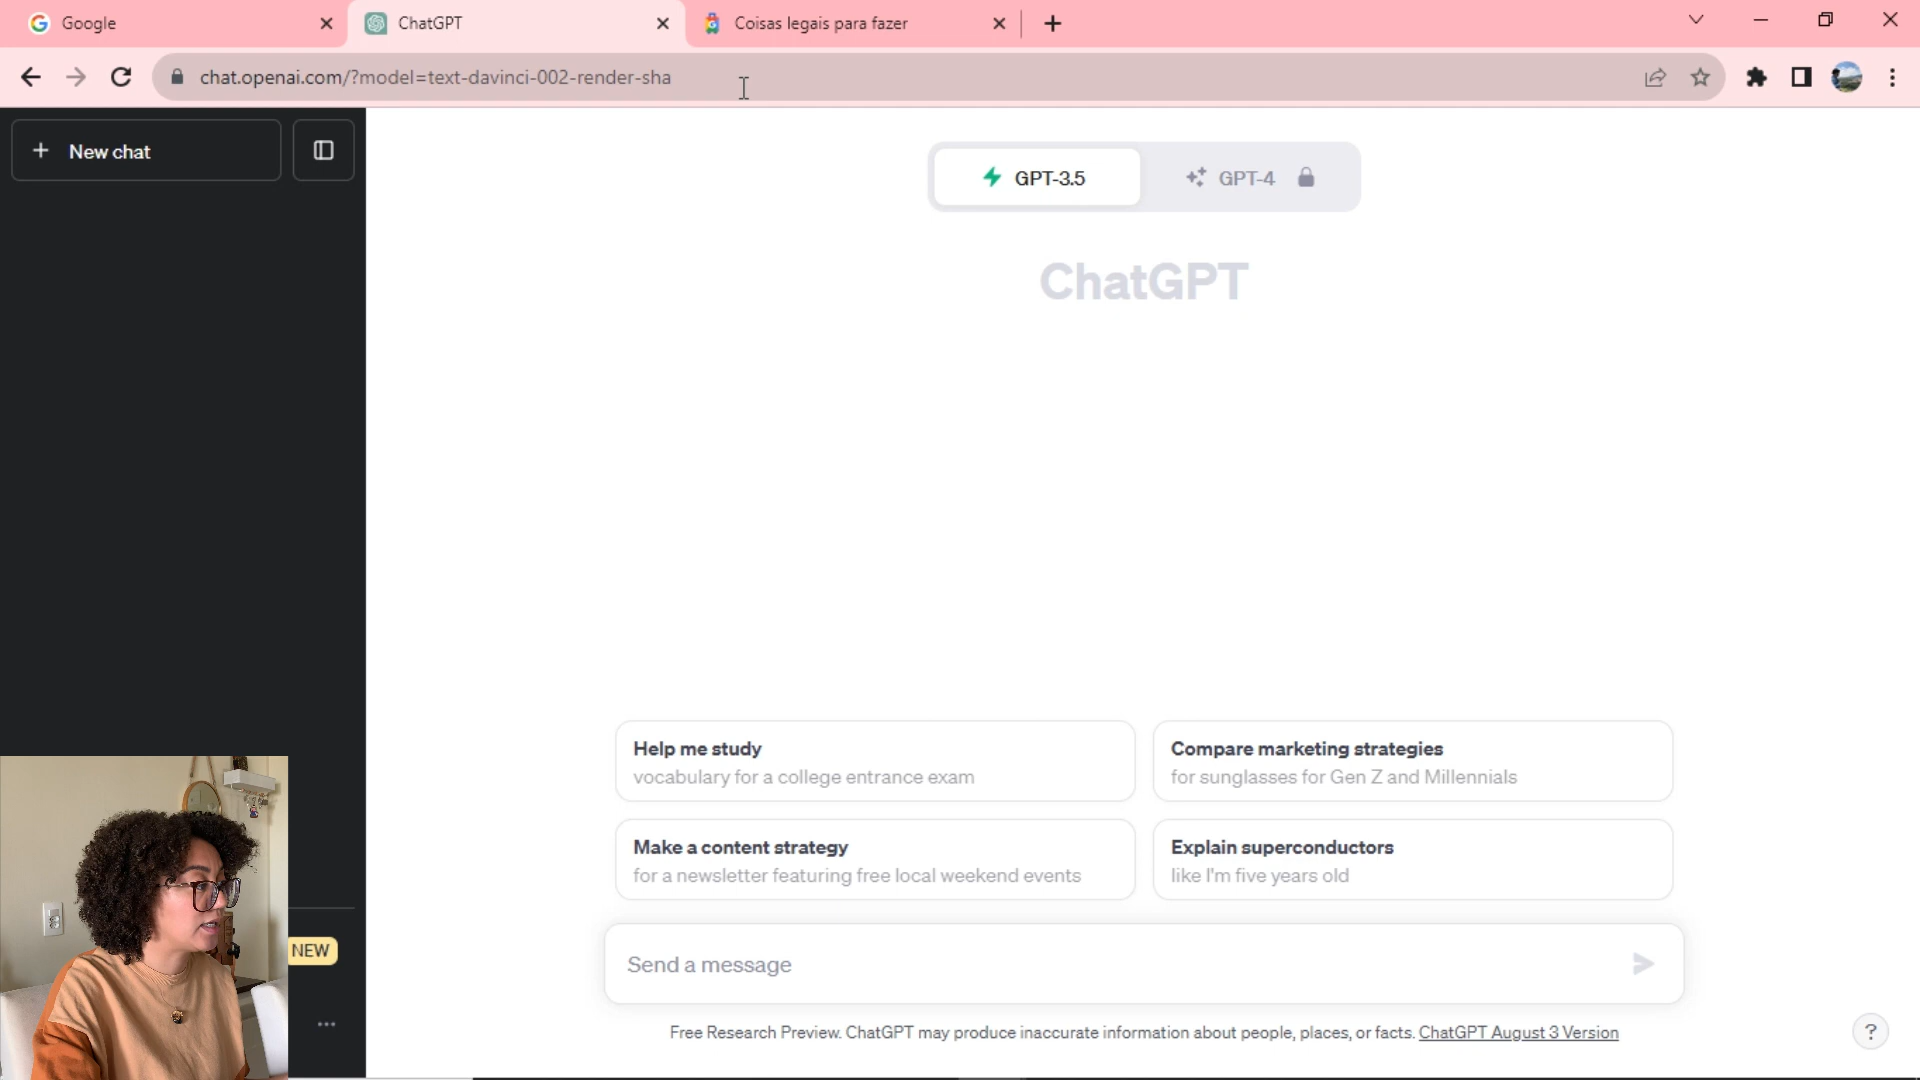 Google
ChatGPT
Coisas legais para fazer
chat.openai.com/?model=text-davinci-002-render-sha
New chat
GPT-3.5
GPT-4
ChatGPT
Help me study
vocabulary for a college entrance exam
Compare marketing strategies
for sunglasses for Gen Z and Millennials
Make a content strategy
for a newsletter featuring free local weekend events
Explain superconductors
like I'm five years old
NEW
Send a message
Free Research Preview. ChatGPT may produce inaccurate information about people, places, or facts. ChatGPT August 3 Version
?